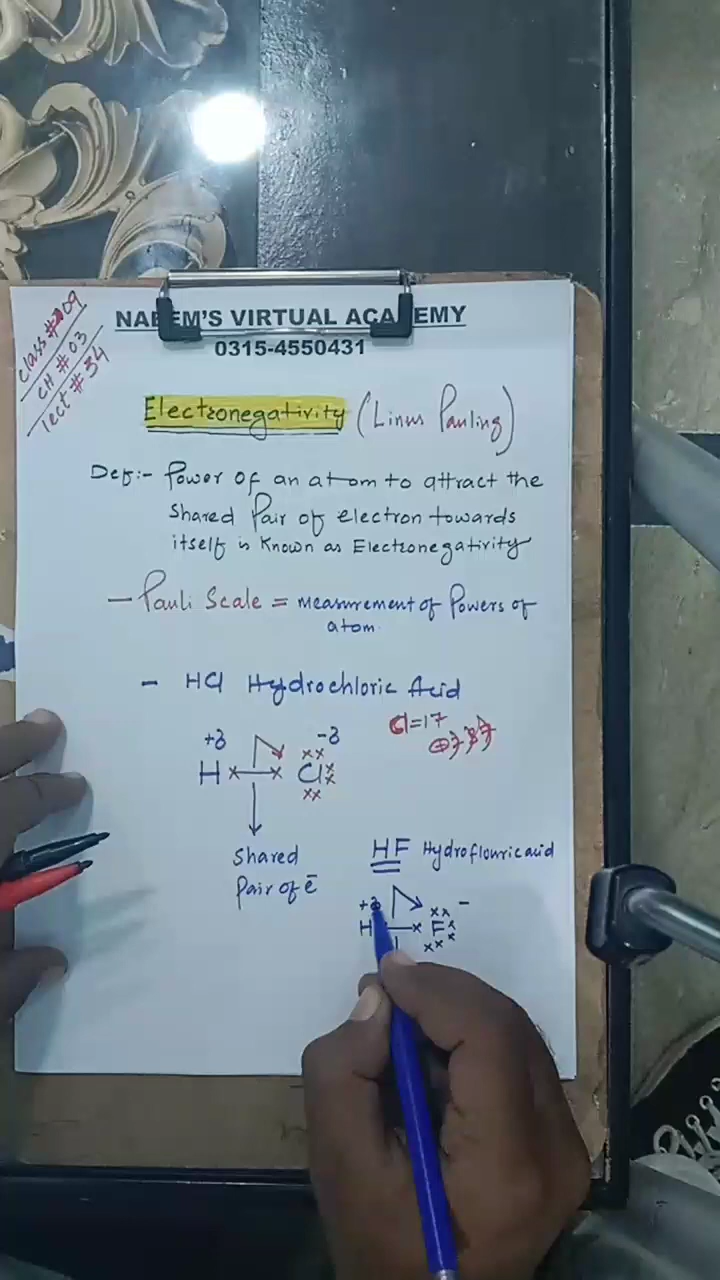 class #09
CH # 03
Lect # 34
NAEEM'S VIRTUAL ACADEMY
0315-4550431
Electronegativity (Linus Pauling)
Def:- Power of an atom to attract the
Shared Pair of electron towards
itself is Known as Electronegativity
- Pauli Scale = measurement of Powers of
atom.
- HCl Hydrochloric Acid
Cl=17
+δ -δ
H x x Cl
Shared
Pair of ē
HF Hydroflouric acid
+δ -
H x F